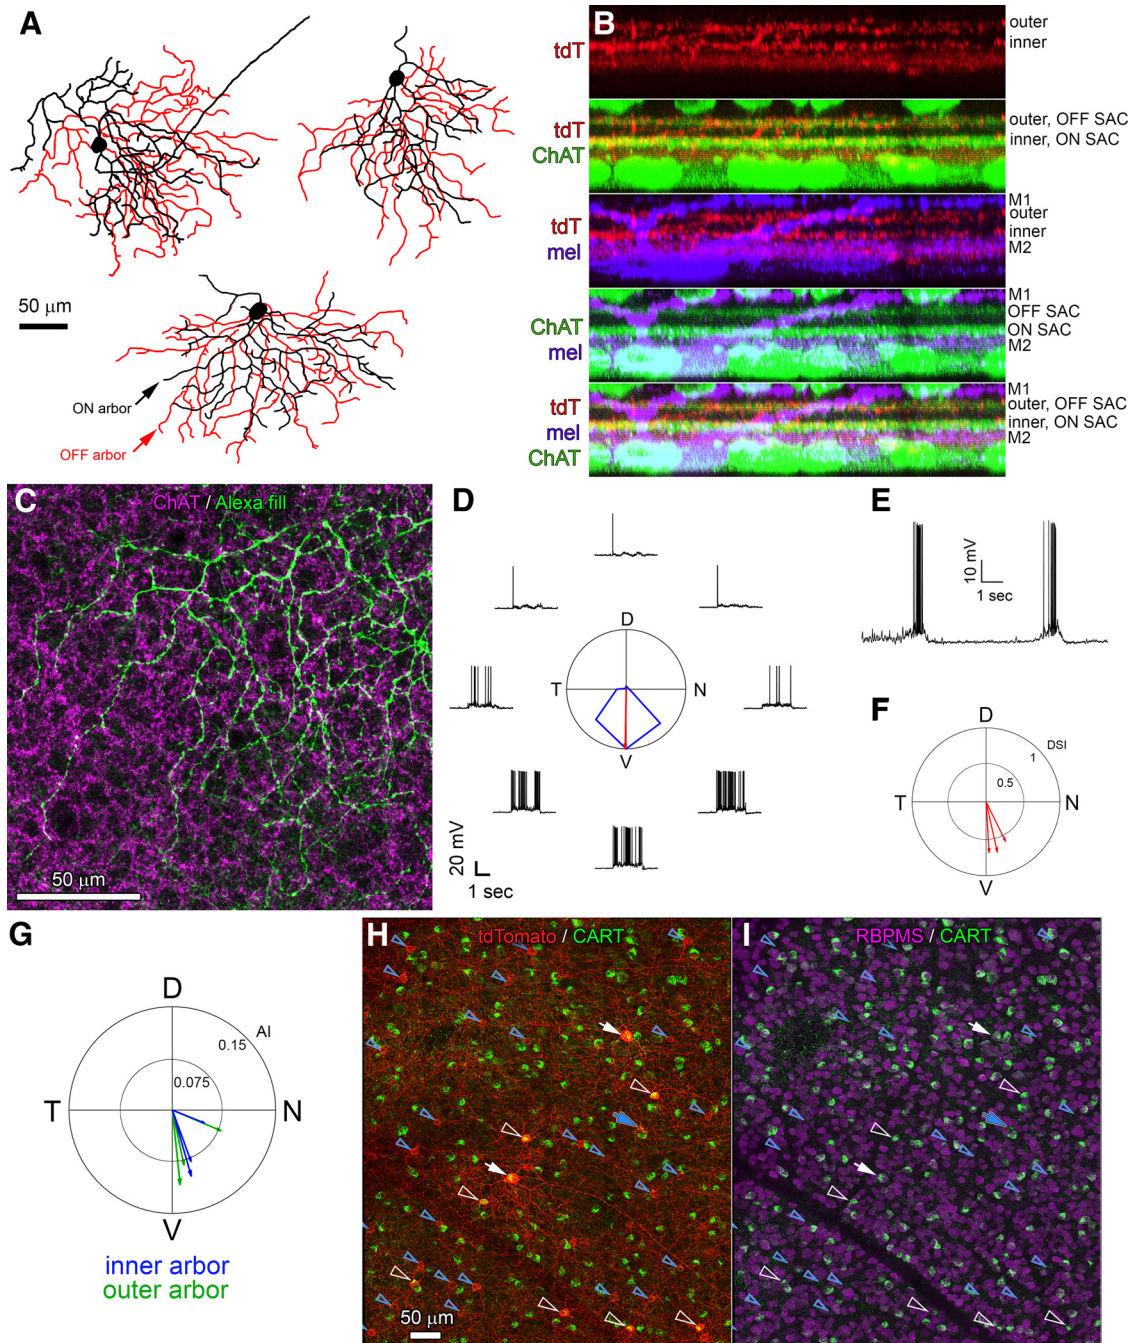 A
50 μm
ON arbor
OFF arbor
B
tdT
outer
inner
tdT
ChAT
outer, OFF SAC
inner, ON SAC
tdT
mel
M1
outer
inner
M2
ChAT
mel
M1
OFF SAC
ON SAC
M2
tdT
mel
ChAT
M1
outer, OFF SAC
inner, ON SAC
M2
C
ChAT / Alexa fill
50 μm
D
D
T
N
V
20 mV
1 sec
E
10 mV
1 sec
F
D
DSI
1
0.5
T
N
V
G
D
AI
0.15
0.075
T
N
V
inner arbor
outer arbor
H
tdTomato / CART
50 μm
I
RBPMS / CART